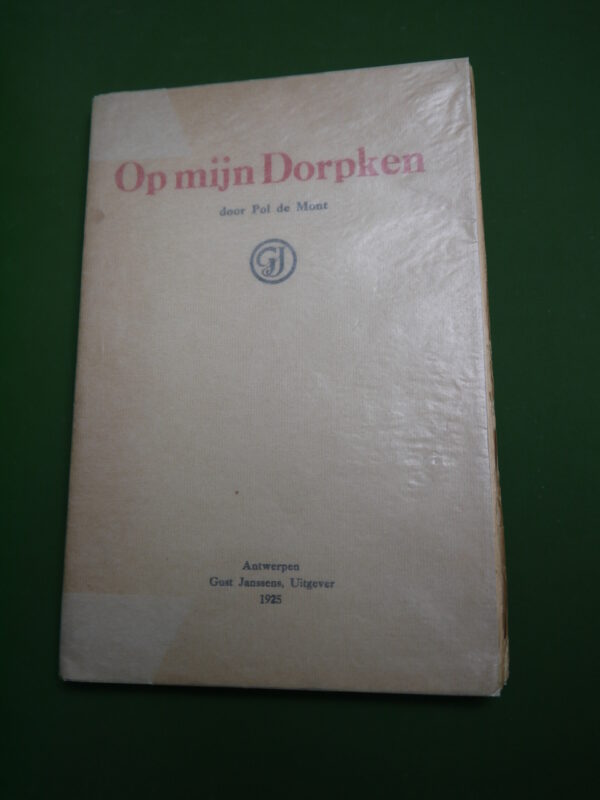 Op mijn Dorpken
door Pol de Mont
GJ
Antwerpen
Gust Janssens, Uitgever
1925